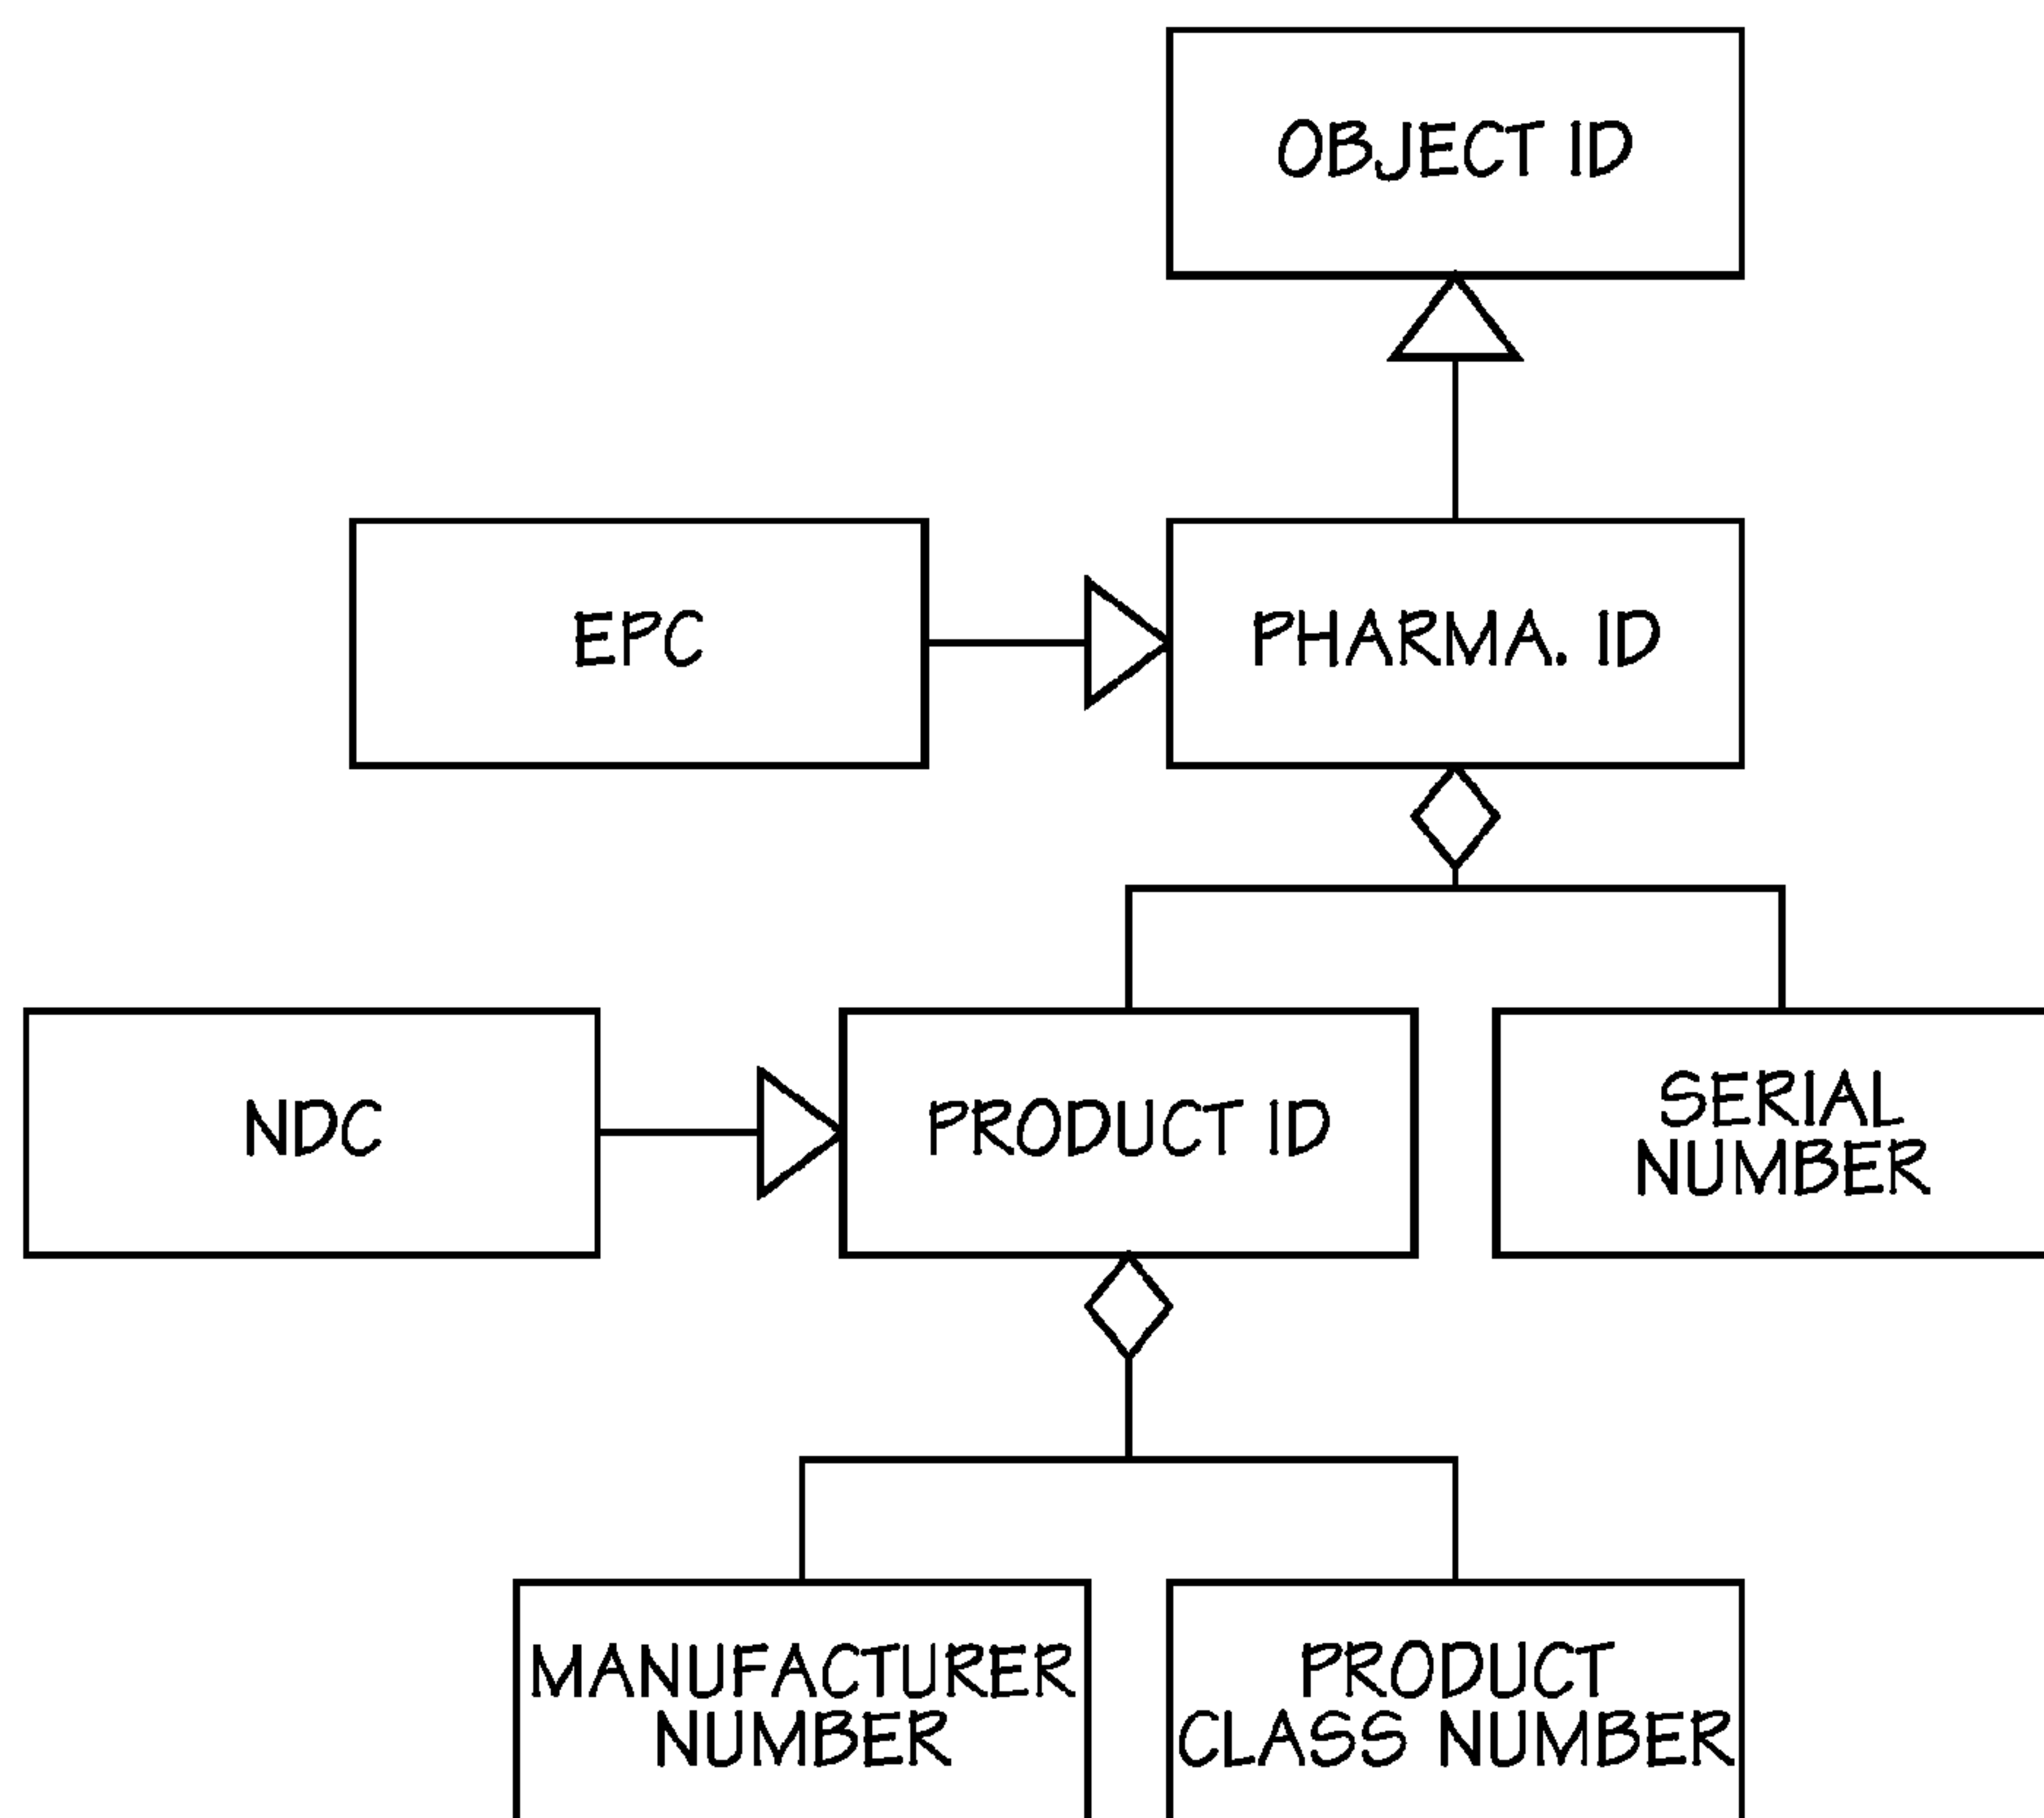 OBJECT ID
EPC
PHARMA. ID
NDC
PRODUCT ID
SERIAL
NUMBER
MANUFACTURER
NUMBER
PRODUCT
CLASS NUMBER